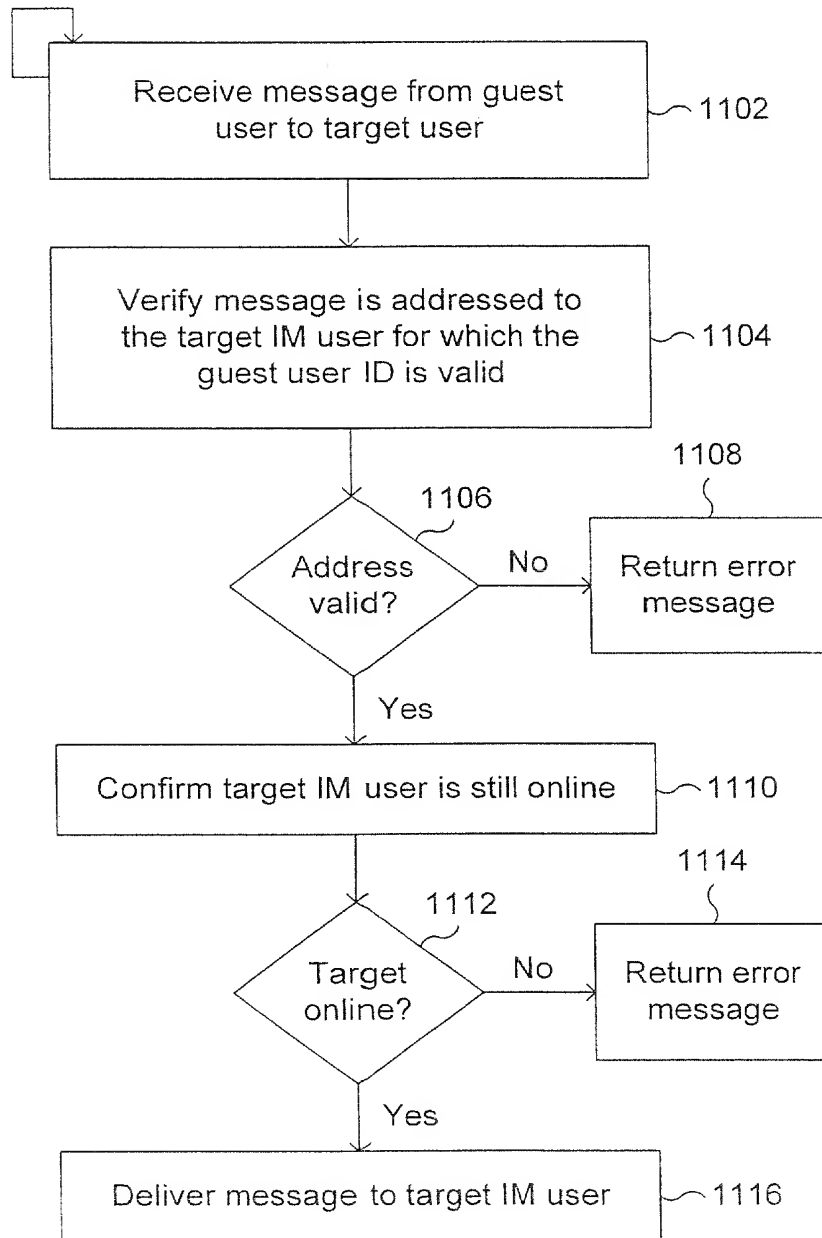 Receive message from guest
user to target user
1102
Verify message is addressed to
the target IM user for which the
guest user ID is valid
1104
1106
Address
valid?
No
1108
Return error
message
Yes
Confirm target IM user is still online
1110
1112
Target
online?
No
1114
Return error
message
Yes
Deliver message to target IM user
1116